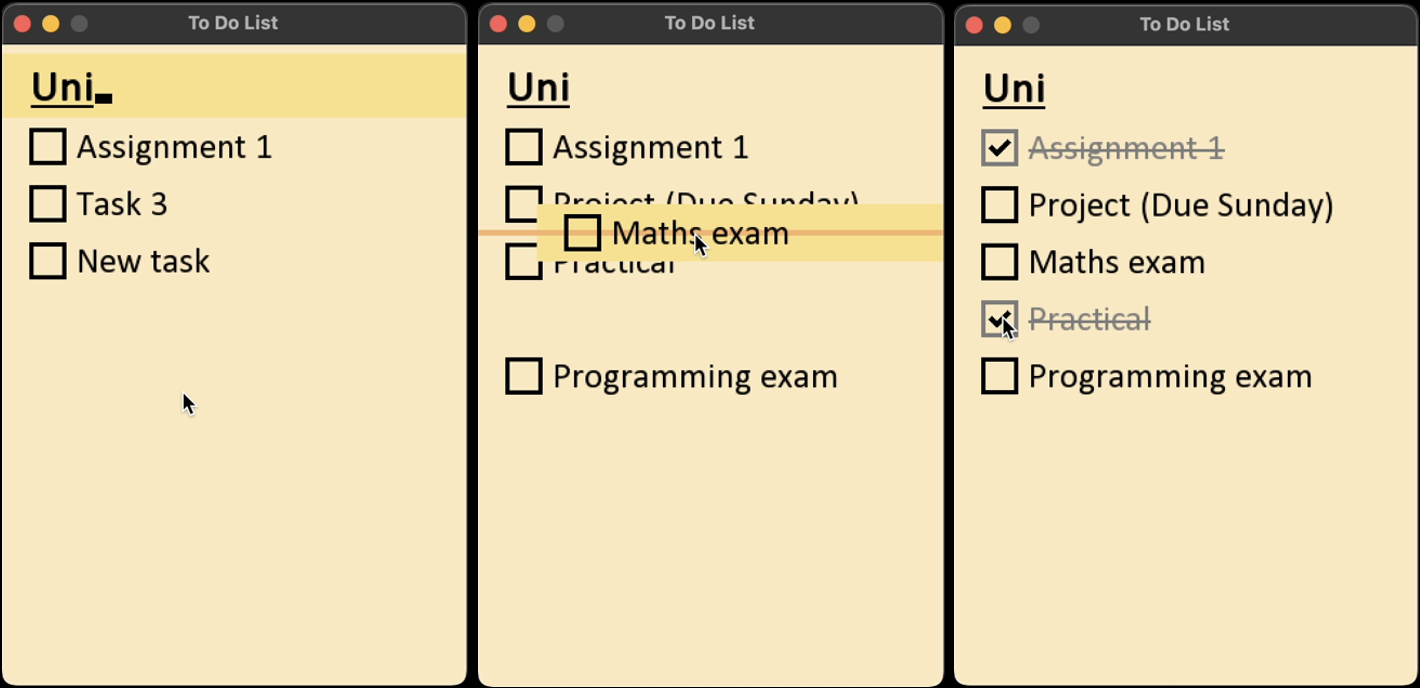 To Do List
Uni
Assignment 1
Task 3
New task
To Do List
Uni
Assignment 1
Project (Due Sunday)
Maths exam
Practical
Programming exam
To Do List
Uni
Assignment 1
Project (Due Sunday)
Maths exam
Practical
Programming exam